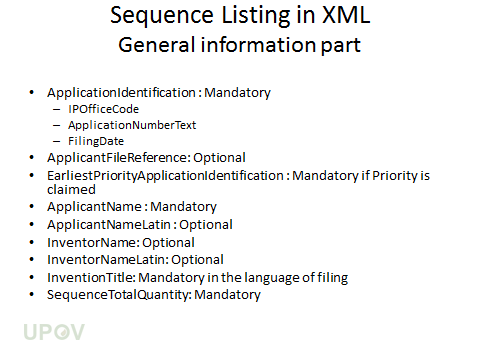 Sequence Listing in XML
General information part
• ApplicationIdentification : Mandatory
– IPOfficeCode
– ApplicationNumberText
– FilingDate
• ApplicantFileReference: Optional
• EarliestPriorityApplicationIdentification : Mandatory if Priority is
claimed
• ApplicantName : Mandatory
• ApplicantNameLatin : Optional
• InventorName: Optional
• InventorNameLatin: Optional
• InventionTitle: Mandatory in the language of filing
• SequenceTotalQuantity: Mandatory
UPOV